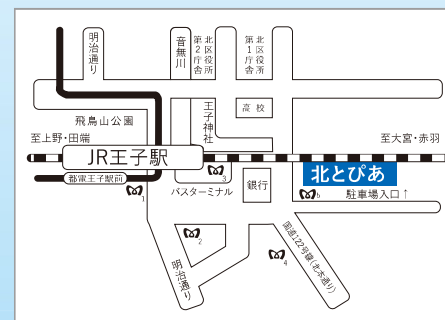 明治通り
音無川
北区役所
第2庁舎
北区役所
第1庁舎
高校
飛鳥山公園
王子神社
至上野・田端
至大宮・赤羽
JR王子駅
北とぴあ
都電王子駅前
1
3
バスターミナル
銀行
5
駐車場入口↑
2
4
明治通り
国道122号線(北本通り)